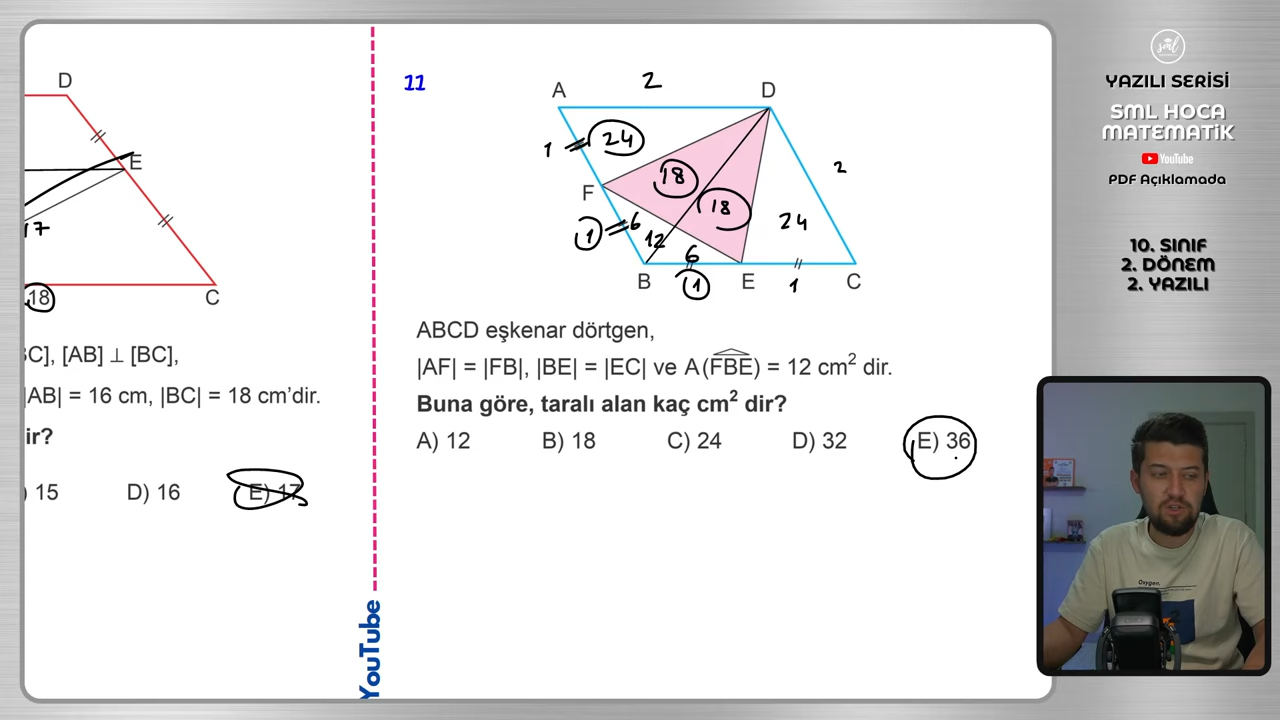 D
E
17
18
C
BC], [AB] ⊥ [BC],
|AB| = 16 cm, |BC| = 18 cm'dir.
ir?
) 15 D) 16 E) 17
YouTube
11
A 2 D
1 24
F 18 18 2
1 6 12 24
6
B E C
1 1
ABCD eşkenar dörtgen,
|AF| = |FB|, |BE| = |EC| ve A(FBE) = 12 cm² dir.
Buna göre, taralı alan kaç cm² dir?
A) 12 B) 18 C) 24 D) 32 E) 36
sml
YAZILI SERİSİ
SML HOCA
MATEMATİK
YouTube
PDF Açıklamada
10. SINIF
2. DÖNEM
2. YAZILI
Oxygen.